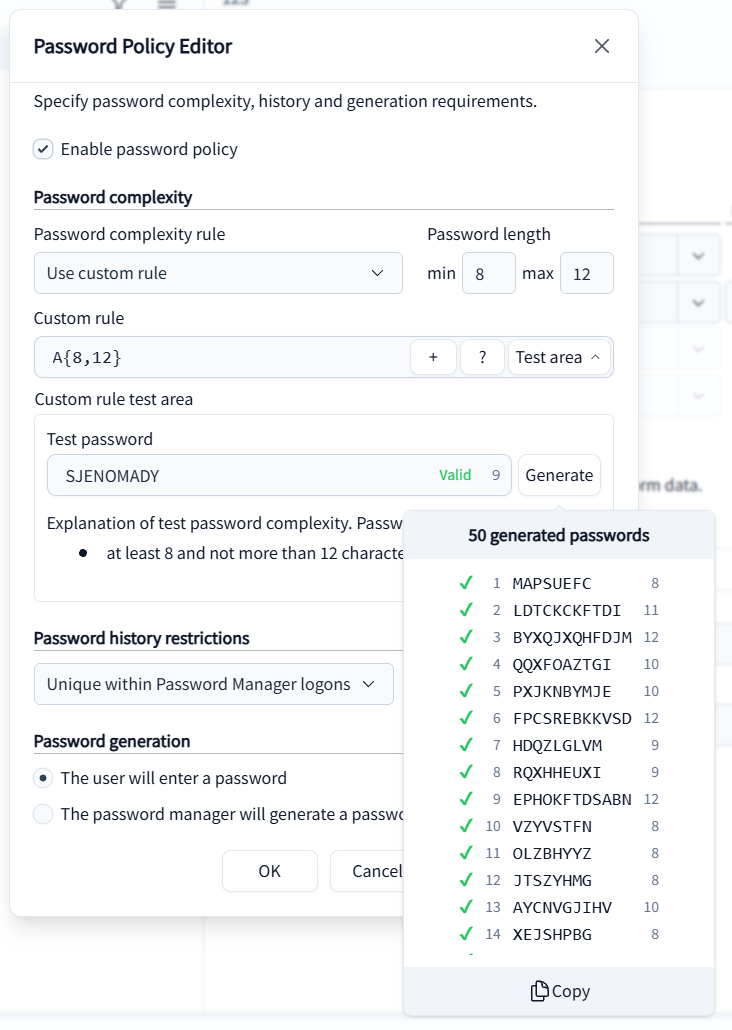 Password Policy Editor
Specify password complexity, history and generation requirements.
Enable password policy
Password complexity
Password complexity rule
Password length
Use custom rule
min 8 max 12
Custom rule
A{8,12} + ? Test area
Custom rule test area
Test password
SJENOMADY Valid 9 Generate
Explanation of test password complexity. Passw
at least 8 and not more than 12 characte
Password history restrictions
Unique within Password Manager logons
Password generation
The user will enter a password
The password manager will generate a passwo
OK Cancel
50 generated passwords
1 MAPSUEFC 8
2 LDTCKCKFTDI 11
3 BYXQJXQHFDJM 12
4 QQXFOAZTGI 10
5 PXJKNBYMJE 10
6 FPCSREBKKVSD 12
7 HDQZLGLVM 9
8 RQXHHEUXI 9
9 EPHOKFTDSABN 12
10 VZYVSTFN 8
11 OLZBHYYZ 8
12 JTSZYHMG 8
13 AYCNVGJIHV 10
14 XEJSHPBG 8
Copy
rm data.